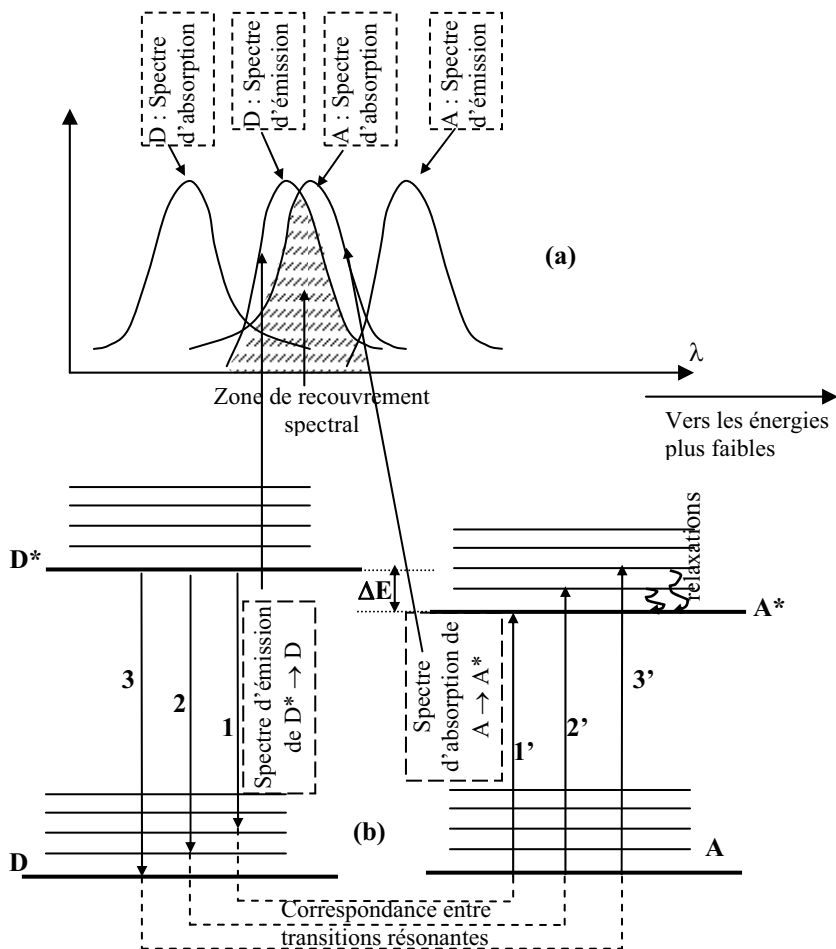 D : Spectre
d’absorption
D : Spectre
d’émission
A : Spectre
d’absorption
A : Spectre
d’émission
(a)
λ
Zone de recouvrement
spectral
Vers les énergies
plus faibles
relaxations
D*
ΔE
A*
Spectre d’émission
de D* → D
Spectre
d’absorption de
A → A*
3
2
1
1’
2’
3’
(b)
D
A
Correspondance entre
transitions résonantes